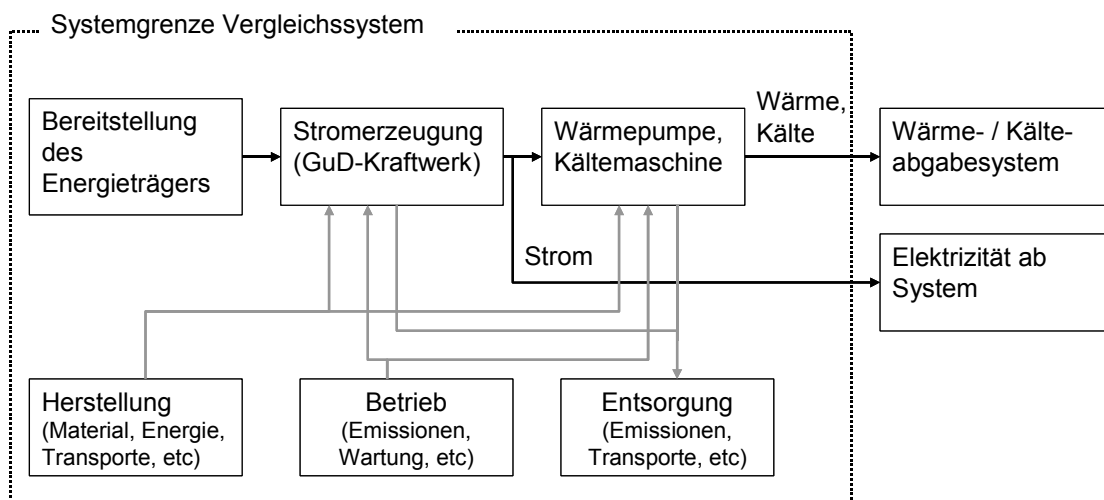 Systemgrenze Vergleichssystem
Bereitstellung
des
Energieträgers
Stromerzeugung
(GuD-Kraftwerk)
Wärmepumpe,
Kältemaschine
Wärme,
Kälte
Wärme- / Kälte-
abgabesystem
Strom
Elektrizität ab
System
Herstellung
(Material, Energie,
Transporte, etc)
Betrieb
(Emissionen,
Wartung, etc)
Entsorgung
(Emissionen,
Transporte, etc)